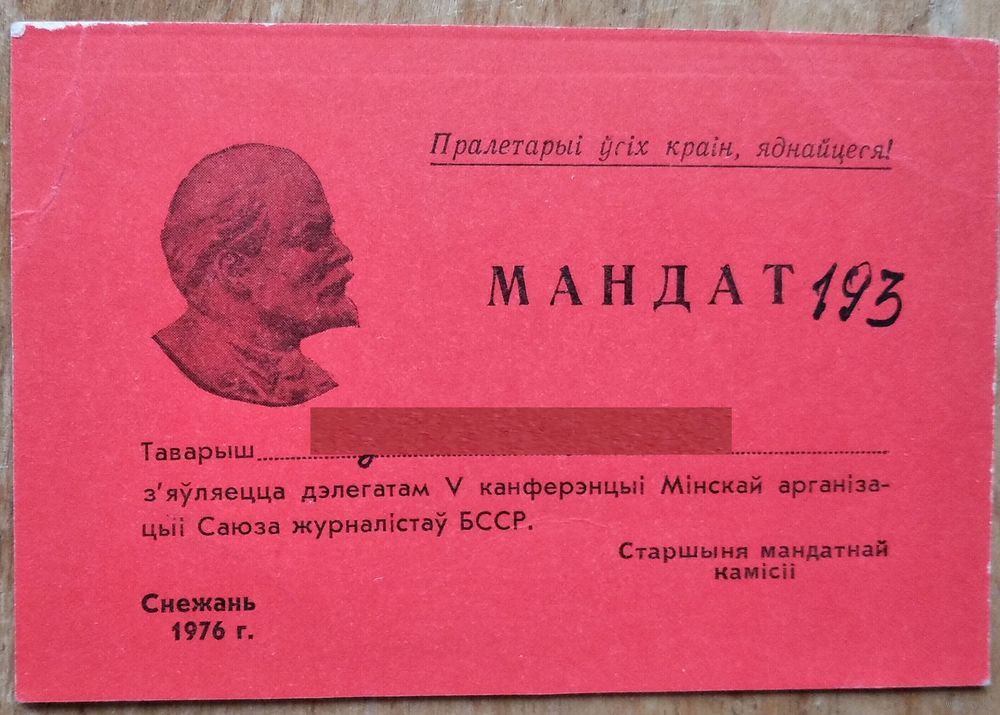 Пралетарыі ўсіх краін, яднайцеся!
МАНДАТ 193
Таварыш
з'яўляецца дэлегатам V канферэнцыі Мінскай арганіза-
цыі Саюза журналістаў БССР.
Старшыня мандатнай
камісіі
Снежань
1976 г.